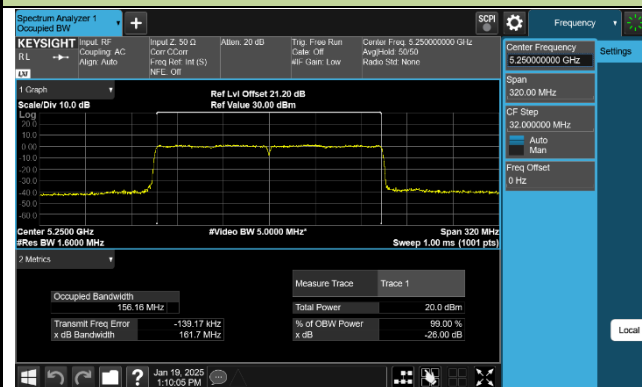 Spectrum Analyzer 1
Occupied BW
SCPI
Frequency
KEYSIGHT
RL
Input: RF
Coupling: AC
Align: Auto
Input Z: 50 Ω
Corr CCorr
Freq Ref: Int (S)
NFE: Off
Atten: 20 dB
Trig: Free Run
Gate: Off
#IF Gain: Low
Center Freq: 5.250000000 GHz
Avg|Hold: 50/50
Radio Std: None
LXI
1 Graph
Scale/Div 10.0 dB
Ref Lvl Offset 21.20 dB
Ref Value 30.00 dBm
Log
20.0
10.0
0.00
-10.0
-20.0
-30.0
-40.0
-50.0
-60.0
Center 5.2500 GHz
#Video BW 5.0000 MHz*
Span 320 MHz
#Res BW 1.6000 MHz
Sweep 1.00 ms (1001 pts)
2 Metrics
Measure Trace
Trace 1
Occupied Bandwidth
156.16 MHz
Total Power
20.0 dBm
Transmit Freq Error
-139.17 kHz
% of OBW Power
99.00 %
x dB Bandwidth
161.7 MHz
x dB
-26.00 dB
Center Frequency
5.250000000 GHz
Settings
Span
320.00 MHz
CF Step
32.000000 MHz
Auto
Man
Freq Offset
0 Hz
Local
?
Jan 19, 2025
1:10:05 PM